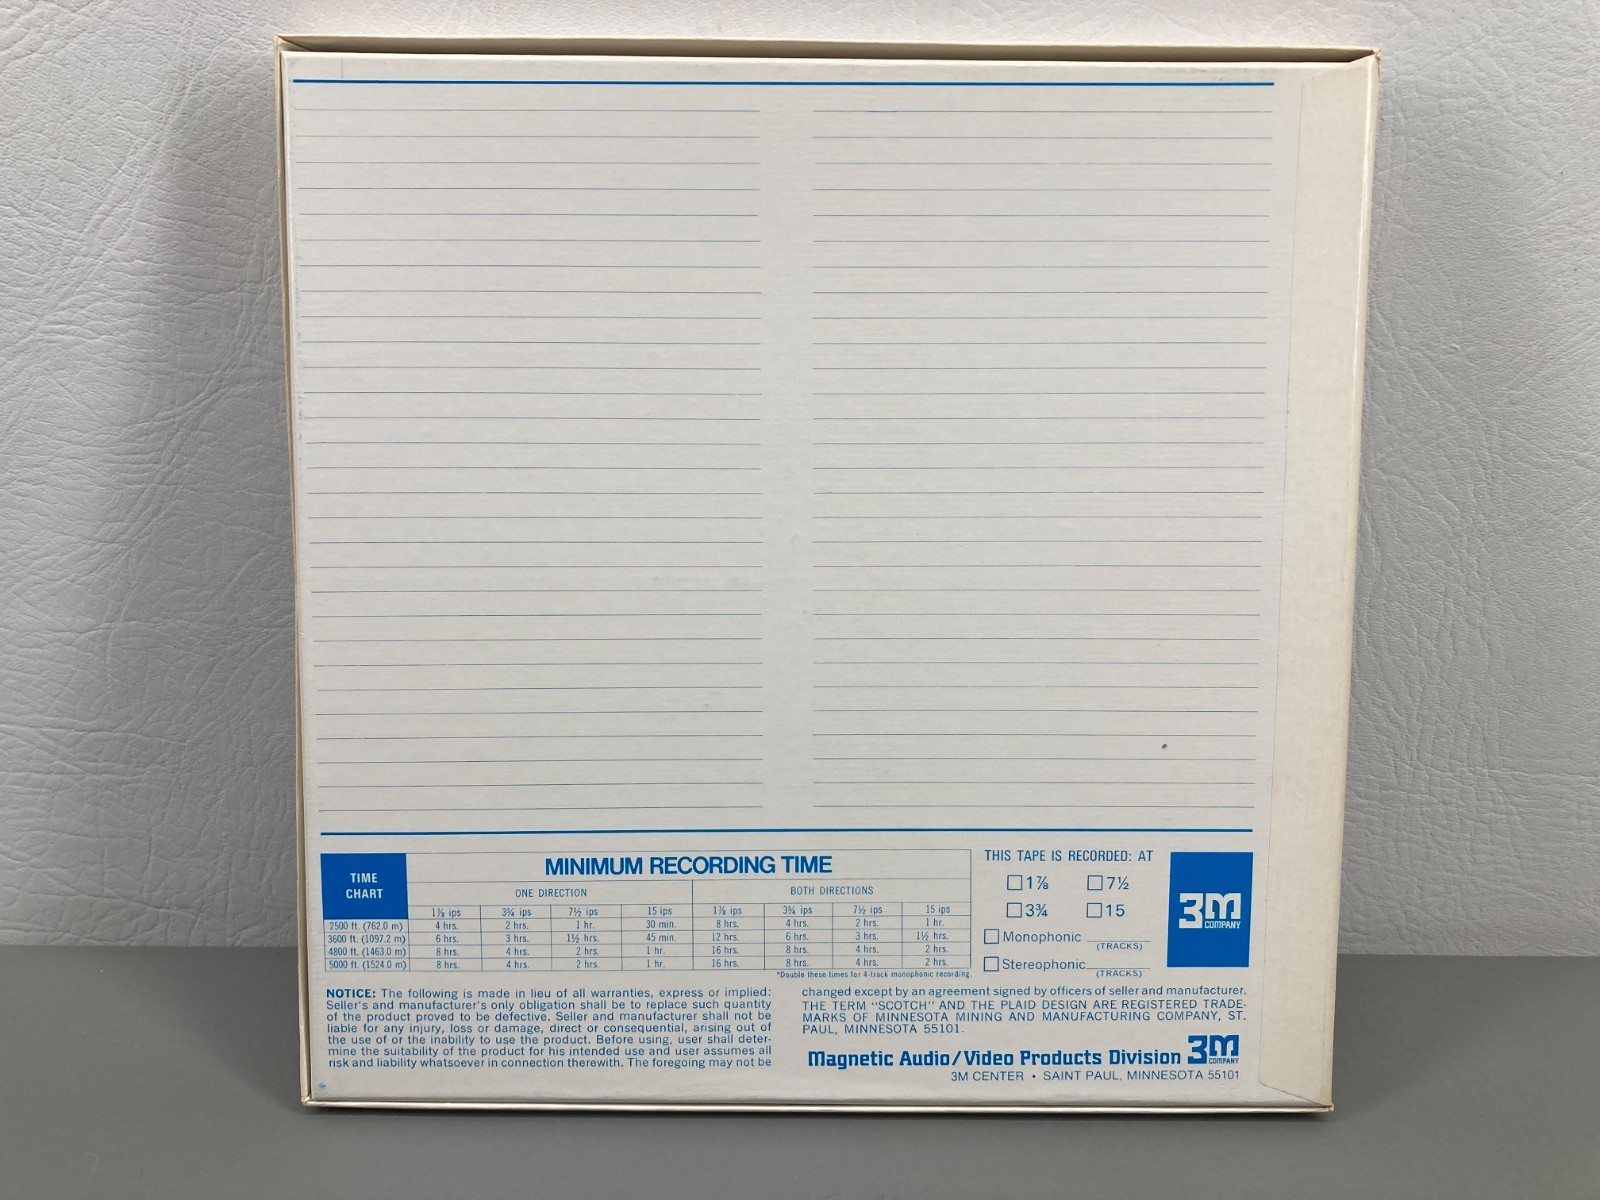 TIME CHART
MINIMUM RECORDING TIME
ONE DIRECTION BOTH DIRECTIONS
1⅞ ips 3¾ ips 7½ ips 15 ips 1⅞ ips 3¾ ips 7½ ips 15 ips
2500 ft. (762.0 m) 4 hrs. 2 hrs. 1 hr. 30 min. 8 hrs. 4 hrs. 2 hrs. 1 hr.
3600 ft. (1097.2 m) 6 hrs. 3 hrs. 1½ hrs. 45 min. 12 hrs. 6 hrs. 3 hrs. 1½ hrs.
4800 ft. (1463.0 m) 8 hrs. 4 hrs. 2 hrs. 1 hr. 16 hrs. 8 hrs. 4 hrs. 2 hrs.
5000 ft. (1524.0 m) 8 hrs. 4 hrs. 2 hrs. 1 hr. 16 hrs. 8 hrs. 4 hrs. 2 hrs.
*Double these times for 4-track monophonic recording.
THIS TAPE IS RECORDED: AT
1⅞ 7½
3¾ 15
Monophonic
(TRACKS)
Stereophonic
(TRACKS)
3M
COMPANY
NOTICE: The following is made in lieu of all warranties, express or implied:
Seller's and manufacturer's only obligation shall be to replace such quantity
of the product proved to be defective. Seller and manufacturer shall not be
liable for any injury, loss or damage, direct or consequential, arising out of
the use of or the inability to use the product. Before using, user shall deter-
mine the suitability of the product for his intended use and user assumes all
risk and liability whatsoever in connection therewith. The foregoing may not be
changed except by an agreement signed by officers of seller and manufacturer.
THE TERM "SCOTCH" AND THE PLAID DESIGN ARE REGISTERED TRADE-
MARKS OF MINNESOTA MINING AND MANUFACTURING COMPANY, ST.
PAUL, MINNESOTA 55101.
Magnetic Audio/Video Products Division 3M
COMPANY
3M CENTER • SAINT PAUL, MINNESOTA 55101